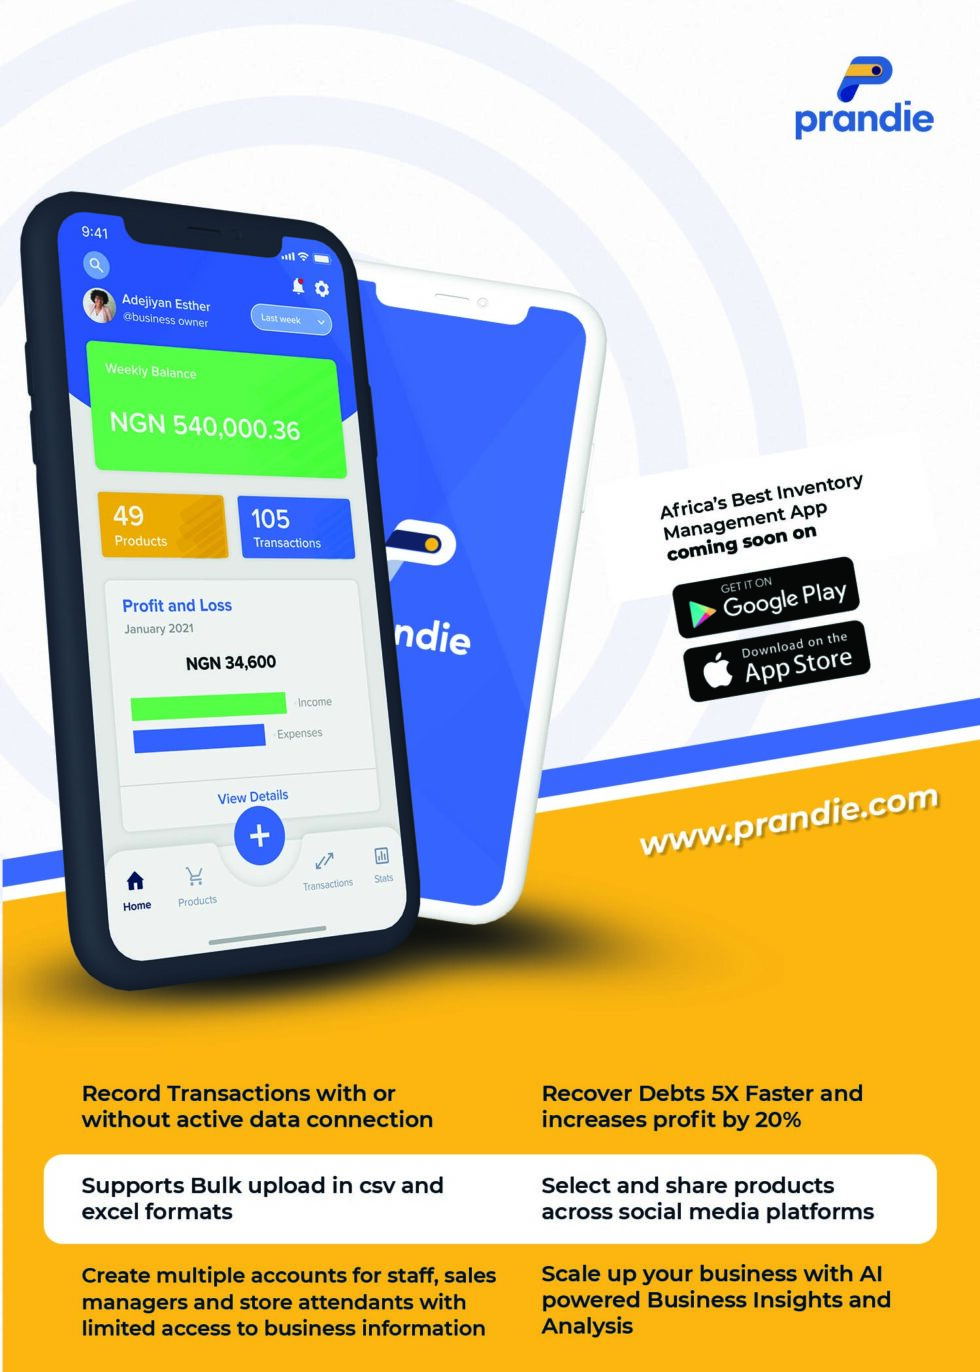 prandie
9:41
Adejiyan Esther
@business owner
Last week
Weekly Balance
NGN 540,000.36
49
Products
105
Transactions
Profit and Loss
January 2021
NGN 34,600
Income
Expenses
View Details
+
Home
Products
Transactions
Stats
ndie
Africa's Best Inventory
Management App
coming soon on
GET IT ON
Google Play
Download on the
App Store
www.prandie.com
Record Transactions with or
without active data connection
Recover Debts 5X Faster and
increases profit by 20%
Supports Bulk upload in csv and
excel formats
Select and share products
across social media platforms
Create multiple accounts for staff, sales
managers and store attendants with
limited access to business information
Scale up your business with AI
powered Business Insights and
Analysis